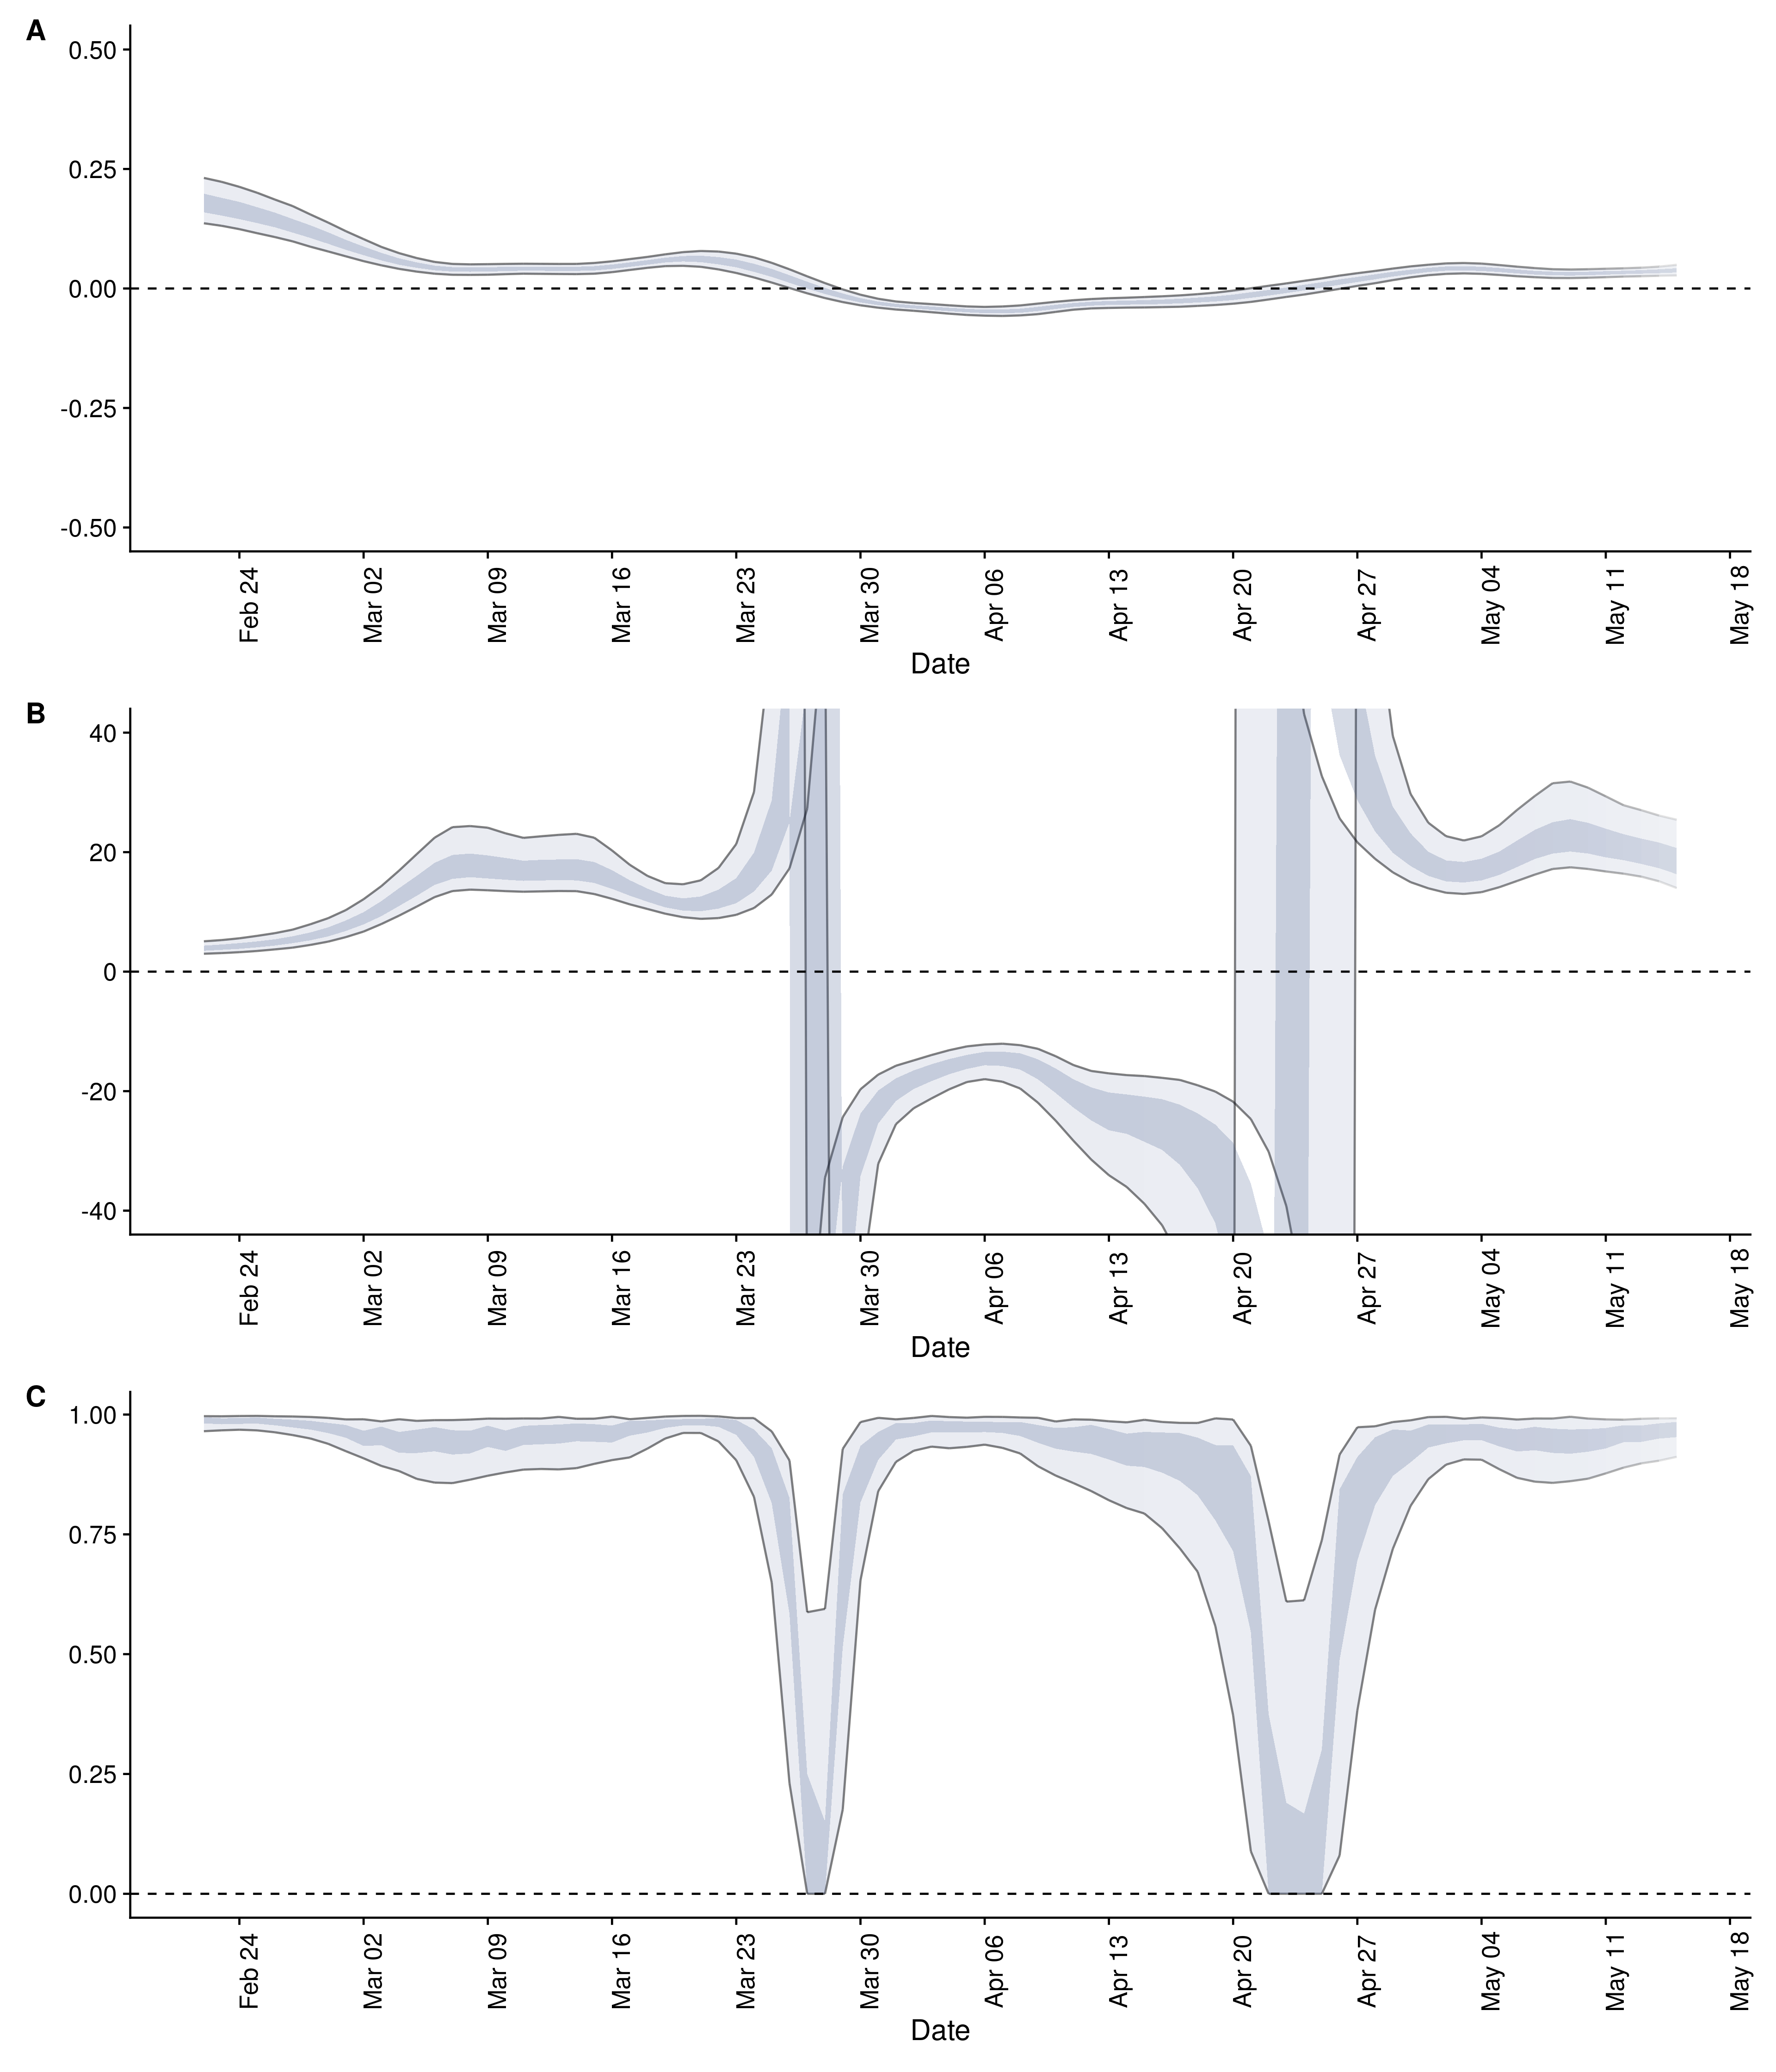 A
0.50
0.25
0.00
-0.25
-0.50
Feb 24
Mar 02
Mar 09
Mar 16
Mar 23
Mar 30
Apr 06
Apr 13
Apr 20
Apr 27
May 04
May 11
May 18
Date
B
40
20
0
-20
-40
Feb 24
Mar 02
Mar 09
Mar 16
Mar 23
Mar 30
Apr 06
Apr 13
Apr 20
Apr 27
May 04
May 11
May 18
Date
C
1.00
0.75
0.50
0.25
0.00
Feb 24
Mar 02
Mar 09
Mar 16
Mar 23
Mar 30
Apr 06
Apr 13
Apr 20
Apr 27
May 04
May 11
May 18
Date